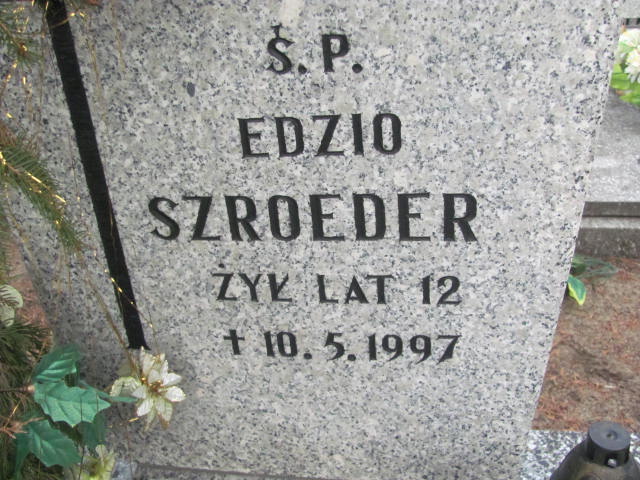 Ś.P.
EDZIO
SZROEDER
ŻYŁ LAT 12
✝ 10.5.1997